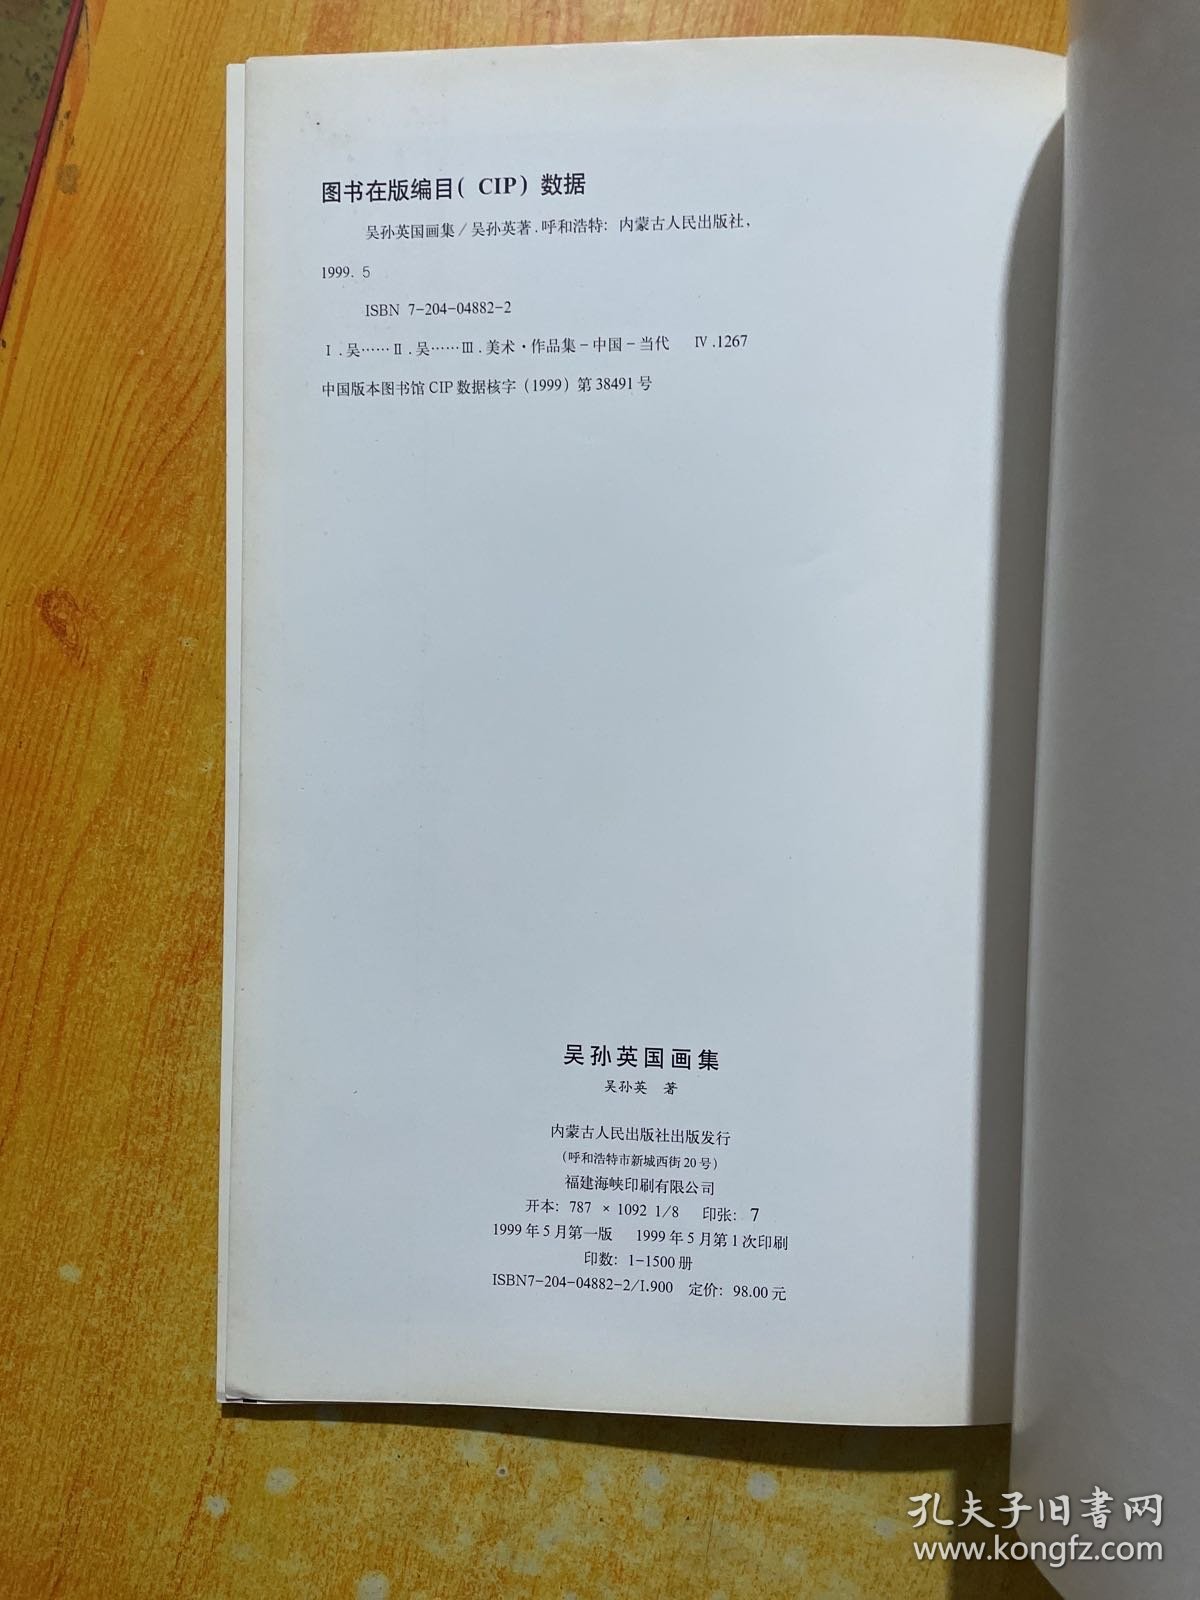 图书在版编目( CIP) 数据
吴孙英国画集/吴孙英著.呼和浩特: 内蒙古人民出版社,
1999. 5
ISBN 7-204-04882-2
Ⅰ.吴……Ⅱ.吴……Ⅲ.美术·作品集-中国-当代 Ⅳ.1267
中国版本图书馆CIP数据核字(1999)第38491号
吴孙英国画集
吴孙英 著
内蒙古人民出版社出版发行
(呼和浩特市新城西街20号)
福建海峡印刷有限公司
开本: 787 × 1092 1/8 印张: 7
1999年5月第一版 1999年5月第1次印刷
印数: 1-1500册
ISBN7-204-04882-2/I.900 定价: 98.00元
孔夫子旧书网
www.kongfz.com